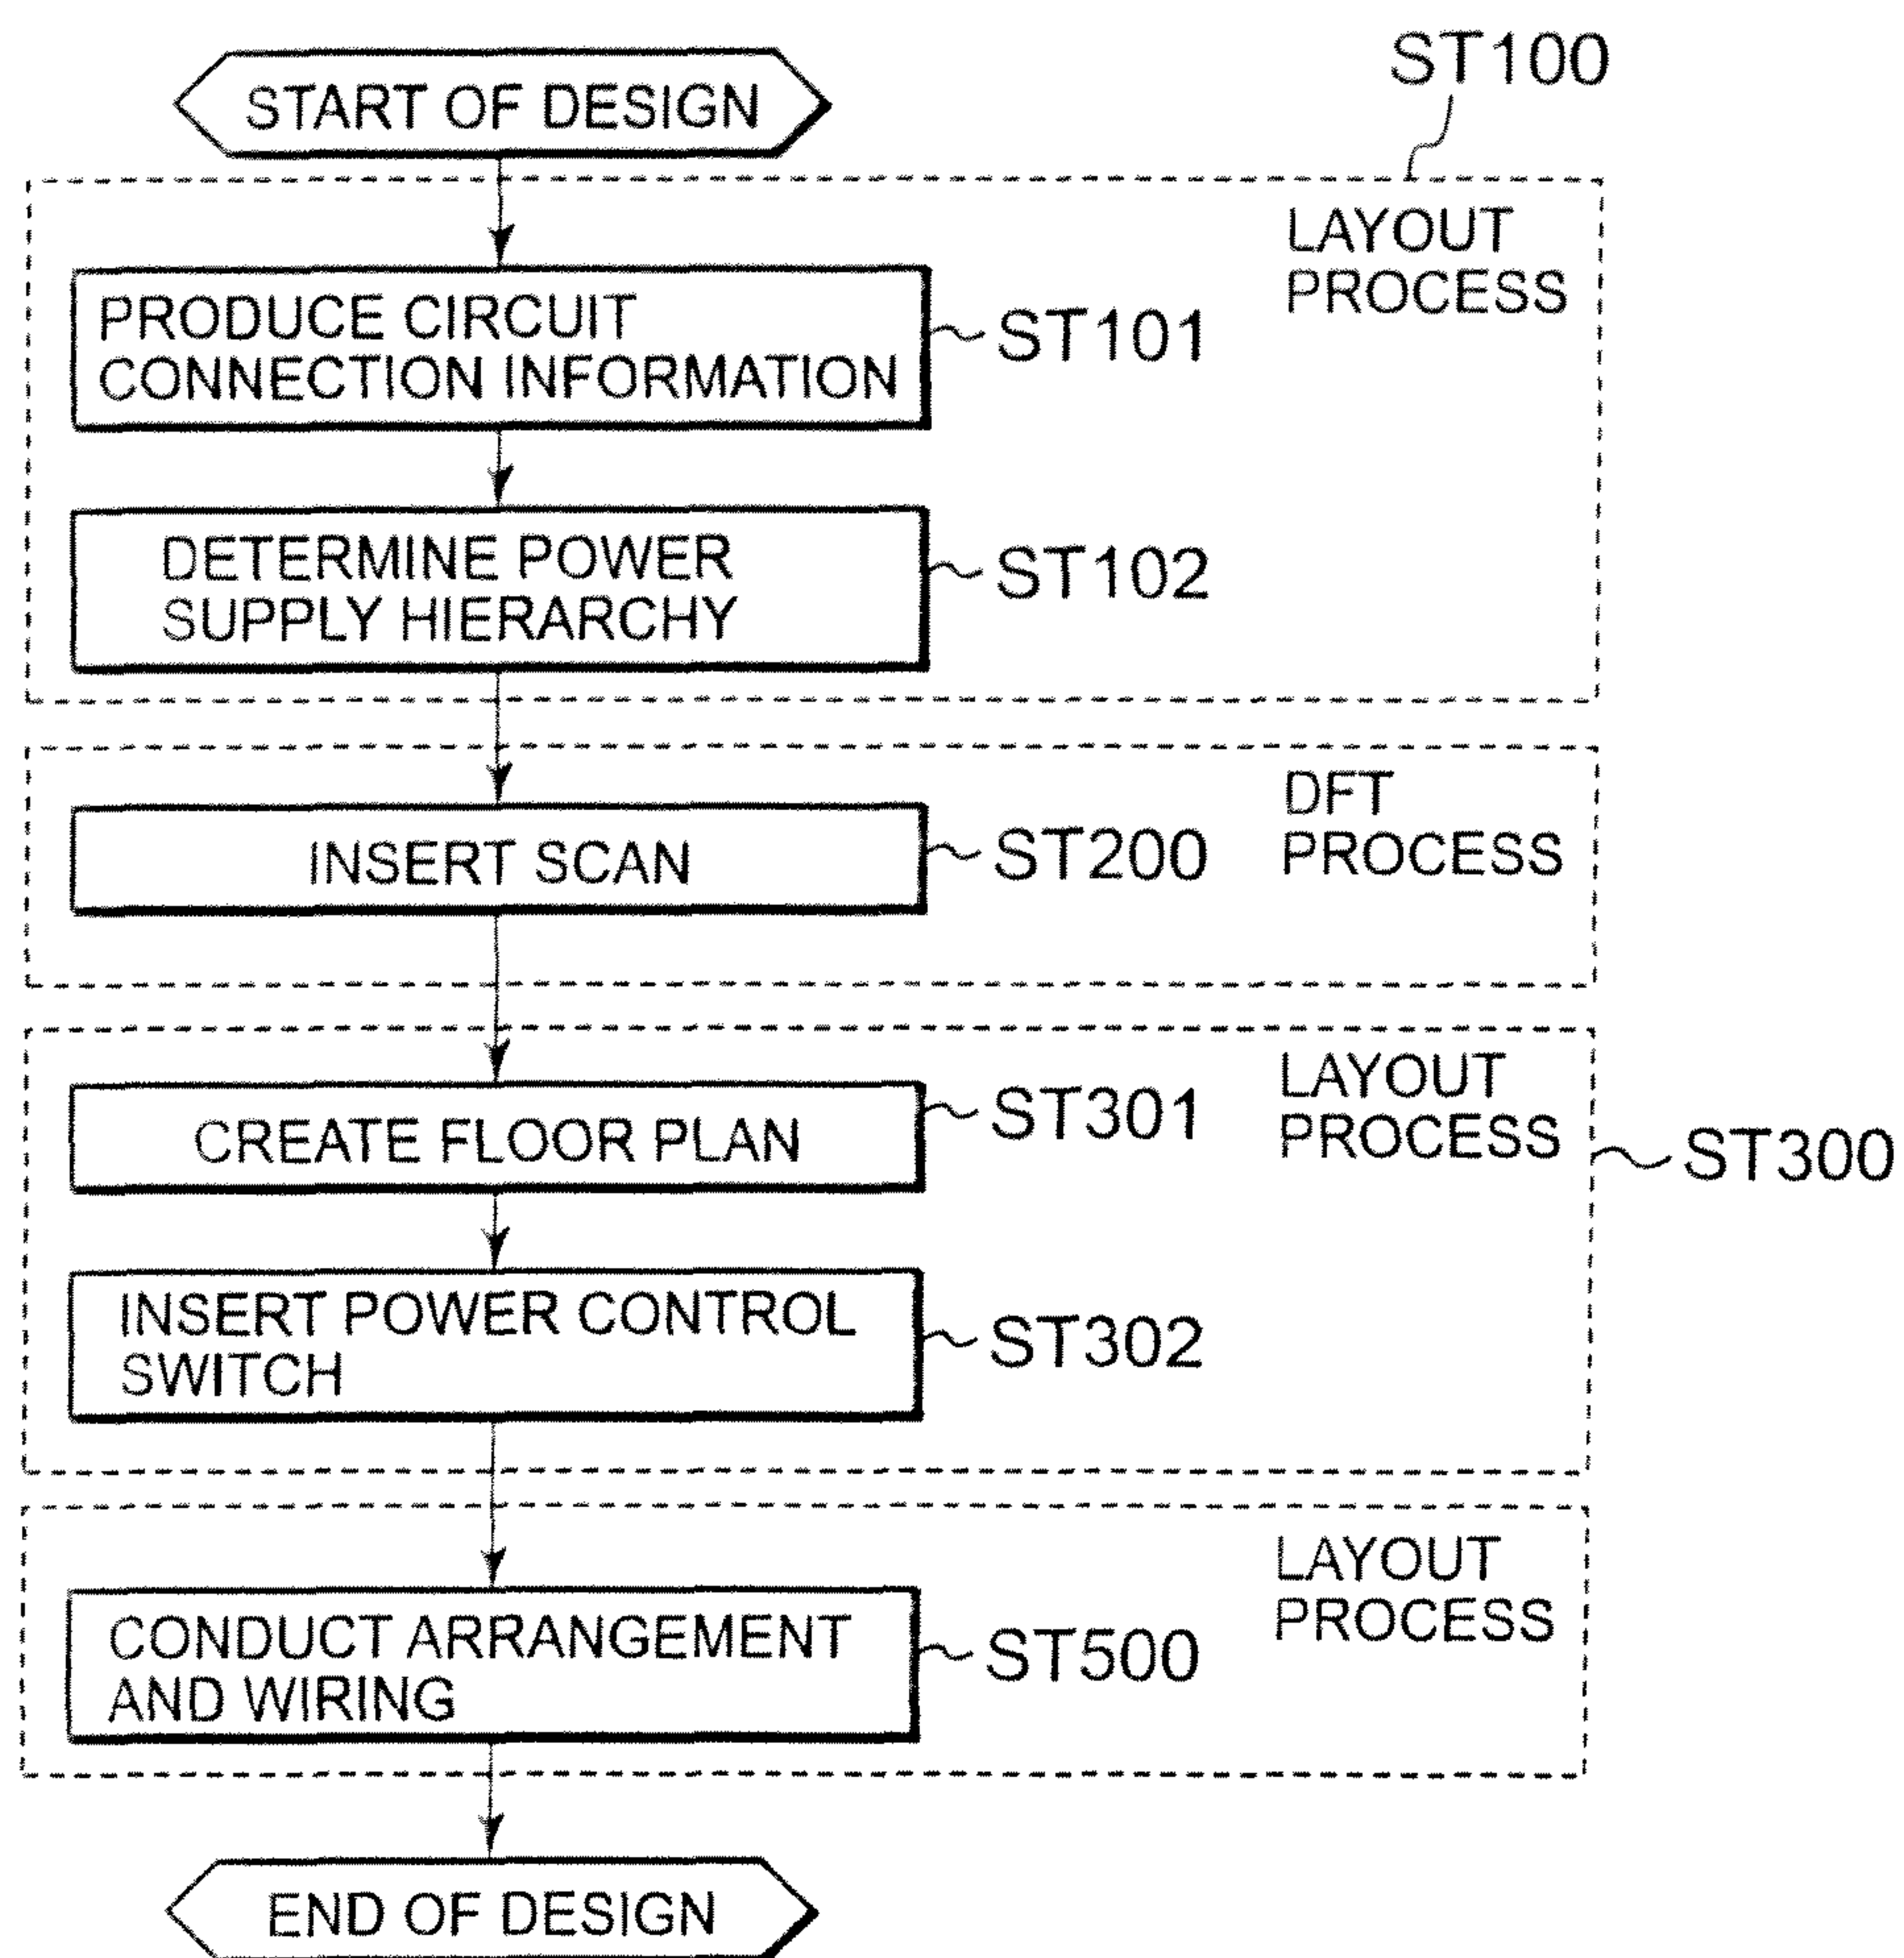 ST100
START OF DESIGN
LAYOUT
PROCESS
PRODUCE CIRCUIT
CONNECTION INFORMATION
ST101
DETERMINE POWER
SUPPLY HIERARCHY
ST102
DFT
PROCESS
INSERT SCAN
ST200
LAYOUT
PROCESS
CREATE FLOOR PLAN
ST301
ST300
INSERT POWER CONTROL
SWITCH
ST302
LAYOUT
PROCESS
CONDUCT ARRANGEMENT
AND WIRING
ST500
END OF DESIGN